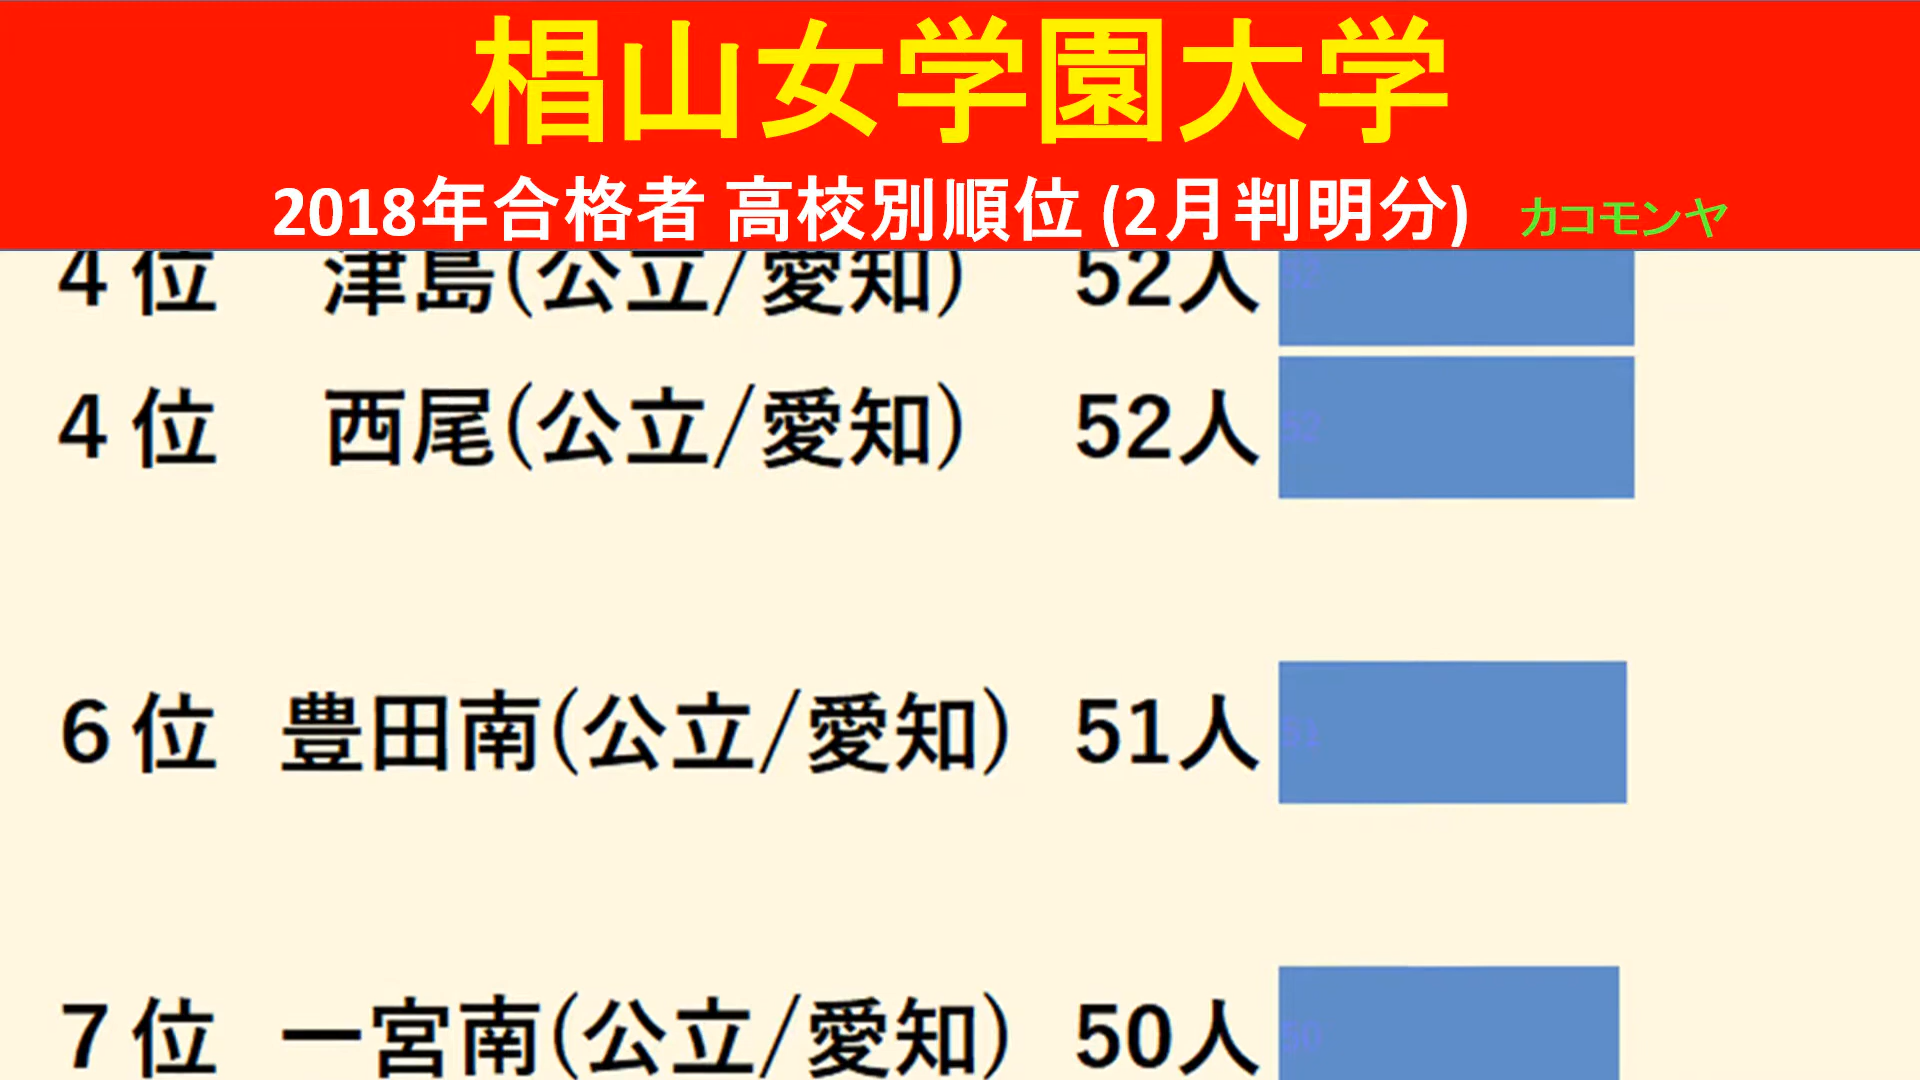 椙山女学園大学
2018年合格者 高校別順位 (2月判明分) カコモンヤ
4位 津島(公立/愛知) 52人 52
4位 西尾(公立/愛知) 52人 52
6位 豊田南(公立/愛知) 51人 51
7位 一宮南(公立/愛知) 50人 50